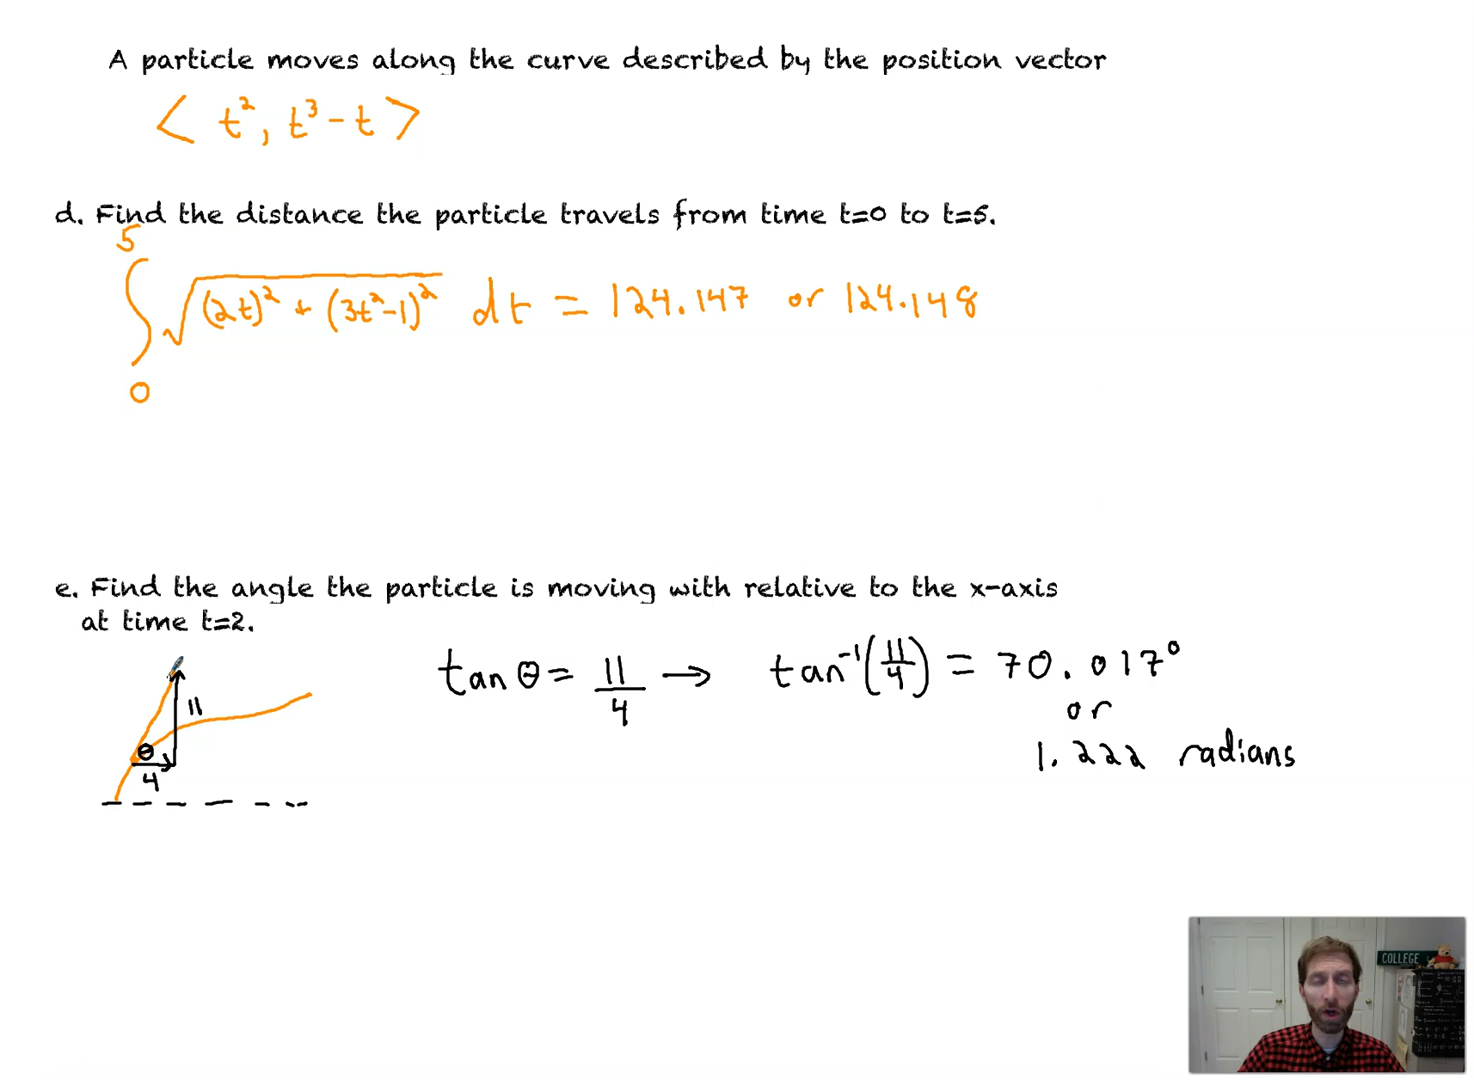 A particle moves along the curve described by the position vector
< t², t³-t >
d. Find the distance the particle travels from time t=0 to t=5.
5
∫ √(2t)² + (3t²-1)² dt = 124.147 or 124.148
0
e. Find the angle the particle is moving with relative to the x-axis
at time t=2.
tan θ = 11/4 → tan⁻¹(11/4) = 70.017°
or
1.222 radians
11
θ
4
COLLEGE